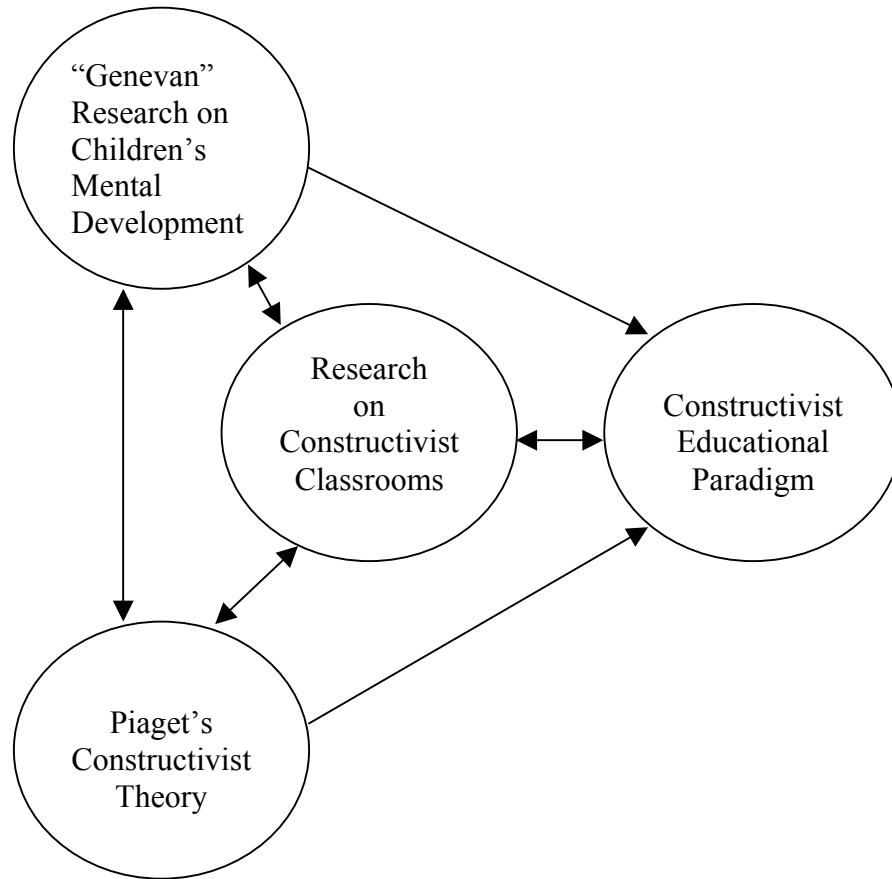 “Genevan”
Research on
Children’s
Mental
Development
Research
on
Constructivist
Classrooms
Constructivist
Educational
Paradigm
Piaget’s
Constructivist
Theory